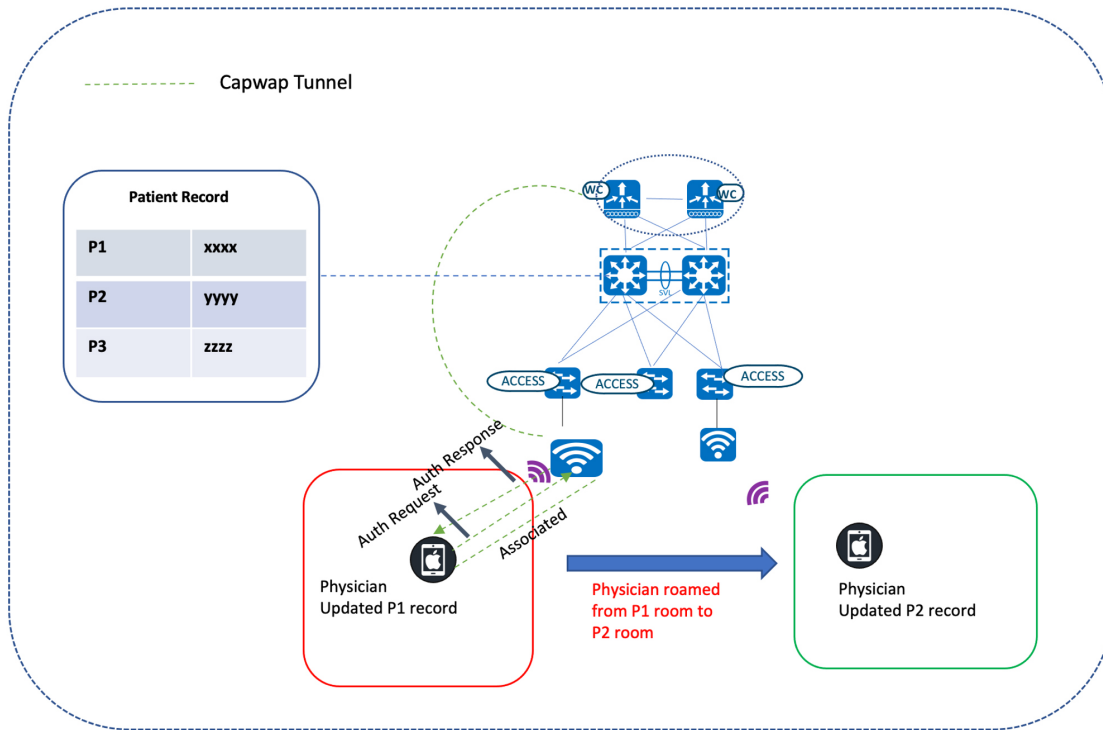 Capwap Tunnel
WC
WC
Patient Record
P1 xxxx
P2 yyyy
P3 zzzz
SVL
ACCESS
ACCESS
ACCESS
Auth Response
Auth Request
Associated
Physician
Updated P1 record
Physician roamed
from P1 room to
P2 room
Physician
Updated P2 record